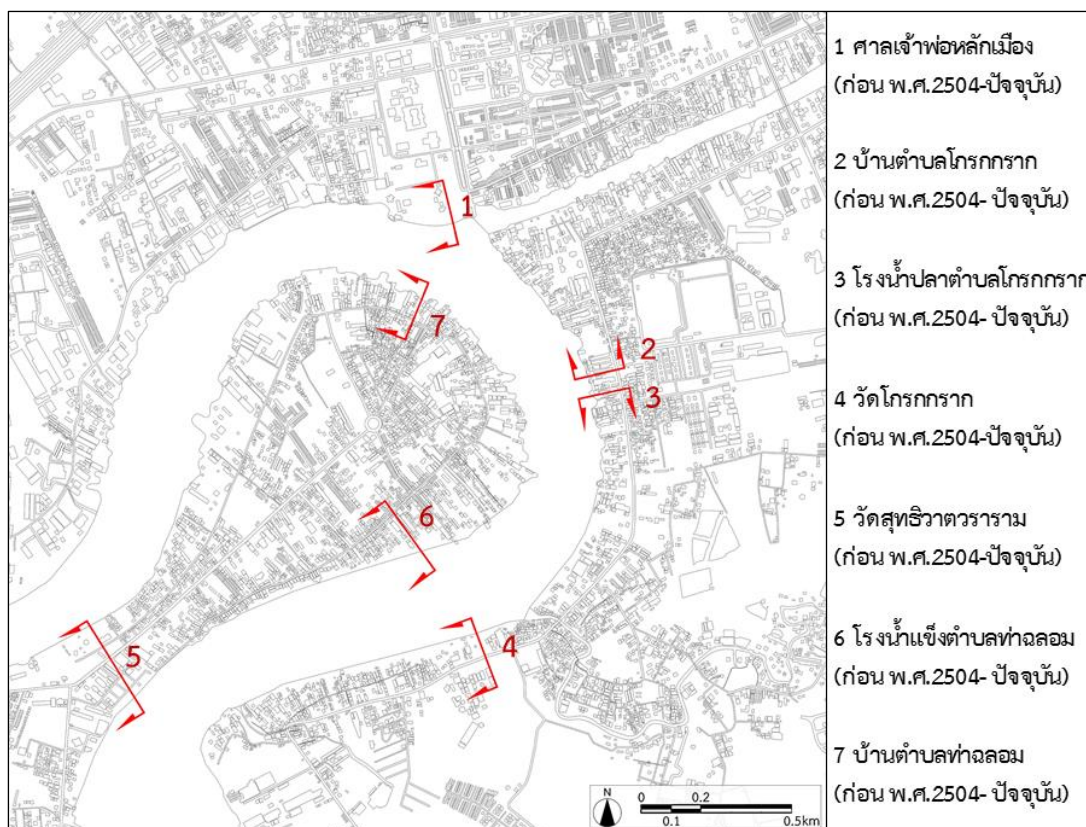 1 ศาลเจ้าพ่อหลักเมือง
(ก่อน พ.ศ.2504-ปัจจุบัน)
2 บ้านตำบลโกรกกราก
(ก่อน พ.ศ.2504- ปัจจุบัน)
3 โรงน้ำปลาตำบลโกรกกราก
(ก่อน พ.ศ.2504- ปัจจุบัน)
4 วัดโกรกกราก
(ก่อน พ.ศ.2504-ปัจจุบัน)
5 วัดสุทธิวาตวราราม
(ก่อน พ.ศ.2504-ปัจจุบัน)
6 โรงน้ำแข็งตำบลท่าฉลอม
(ก่อน พ.ศ.2504- ปัจจุบัน)
7 บ้านตำบลท่าฉลอม
(ก่อน พ.ศ.2504- ปัจจุบัน)
1
7
2
3
6
4
5
N
0 0.2
0.1 0.5km